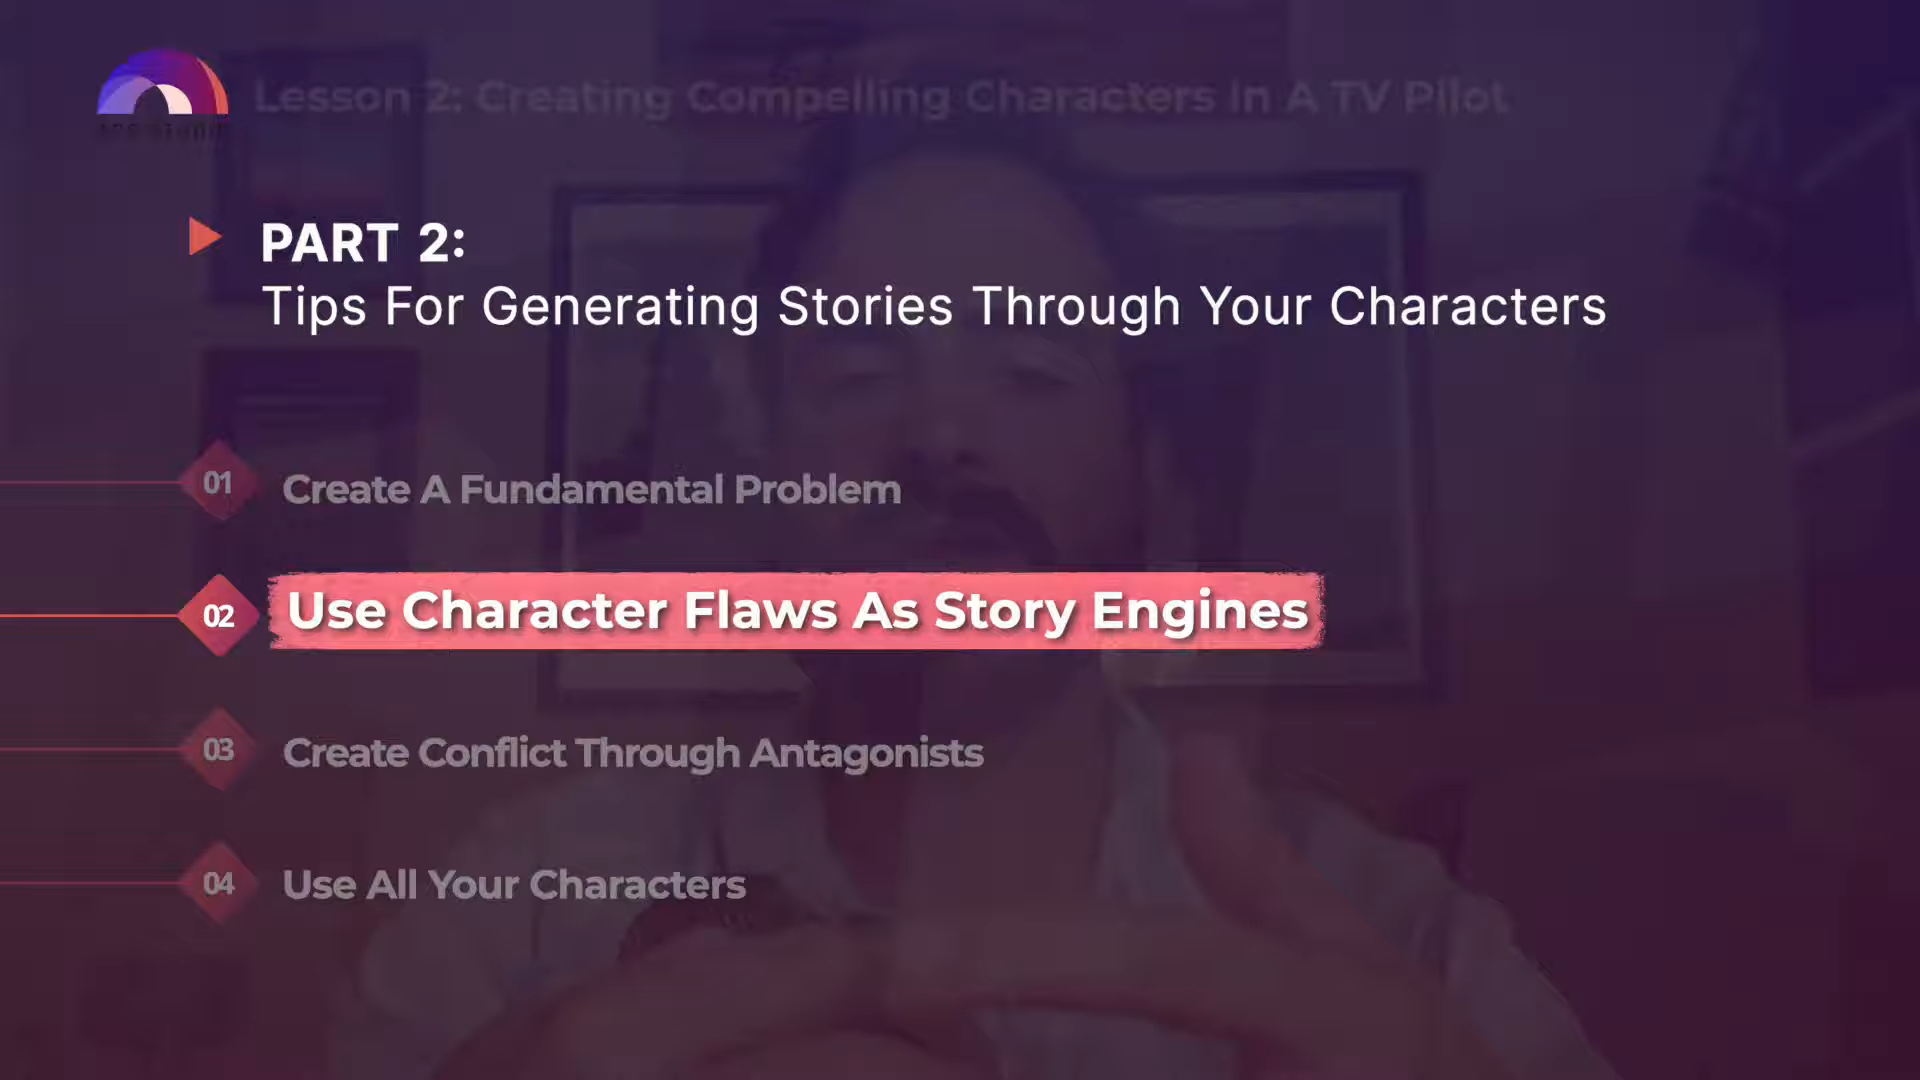 Lesson 2: Creating Compelling Characters In A TV Pilot
PART 2:
Tips For Generating Stories Through Your Characters
01 Create A Fundamental Problem
02 Use Character Flaws As Story Engines
03 Create Conflict Through Antagonists
04 Use All Your Characters